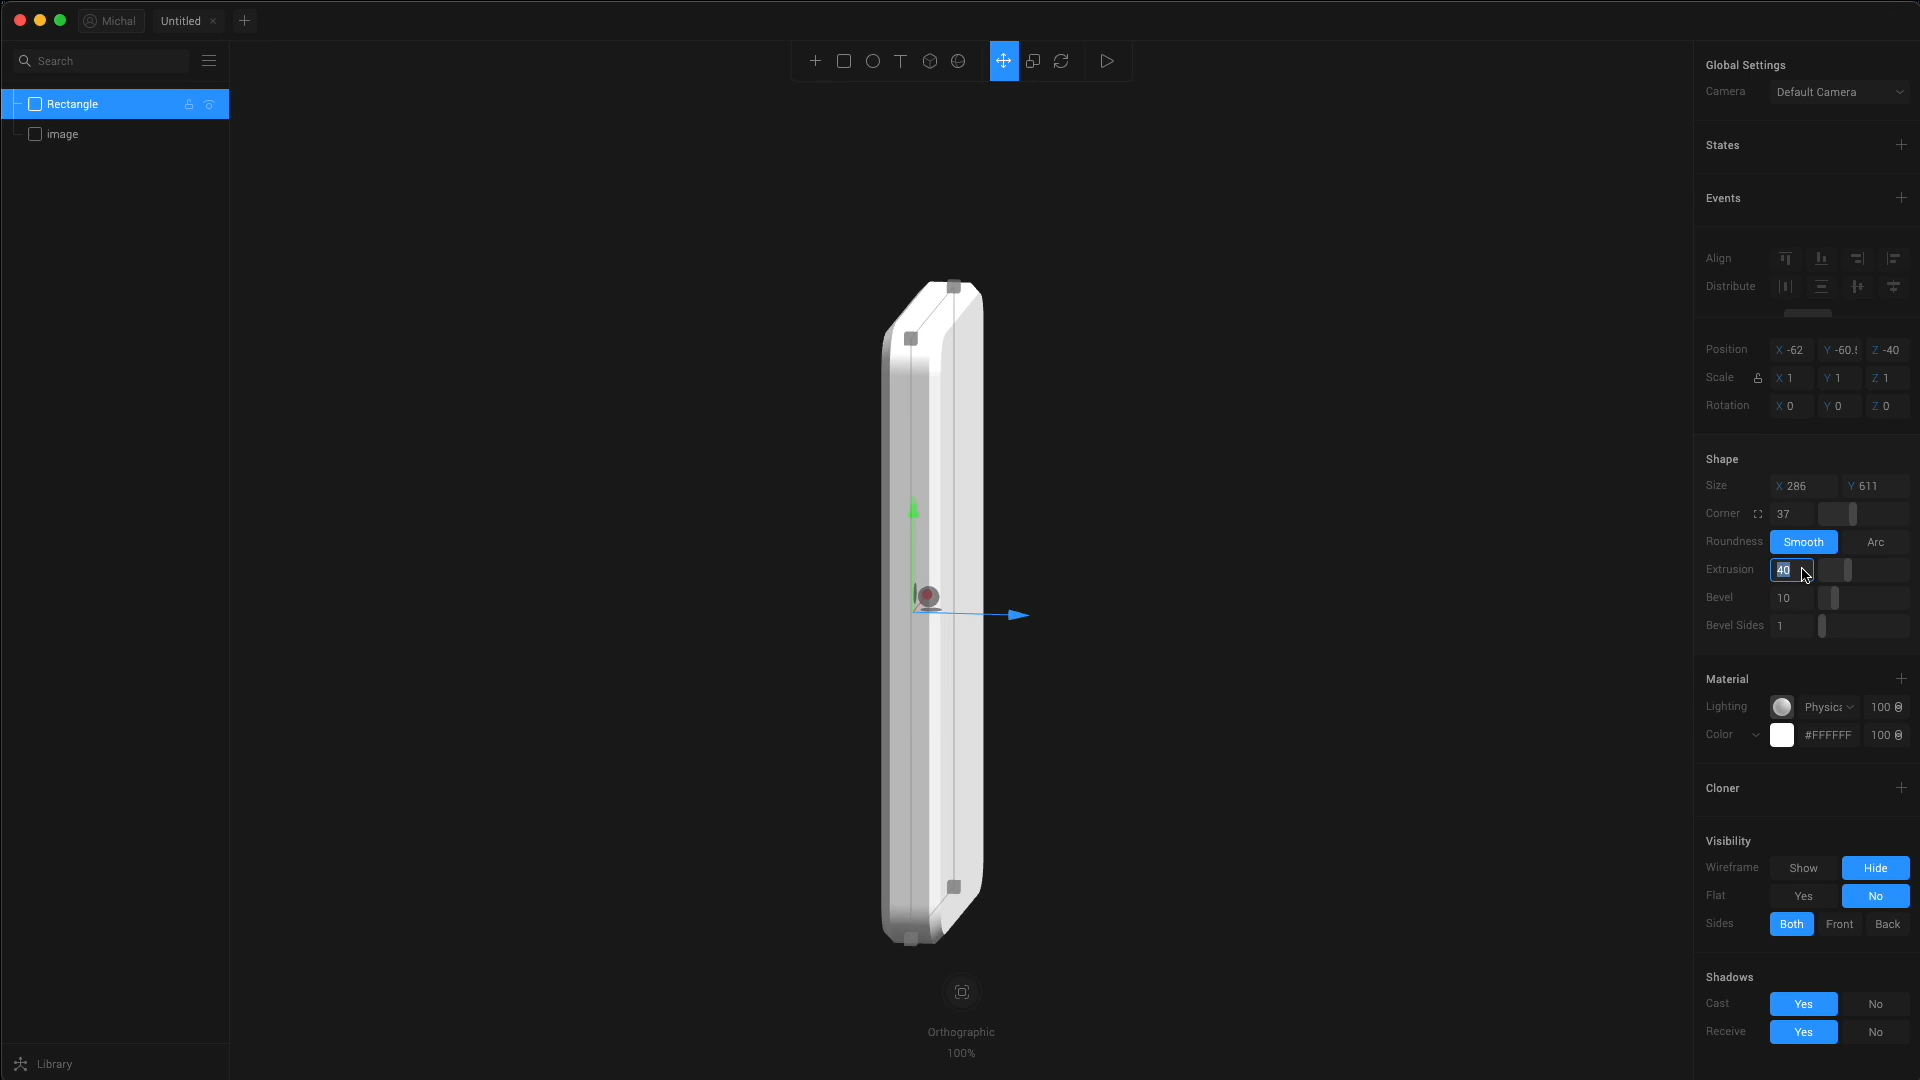 Michal
Untitled
Search
Rectangle
image
Library
Orthographic
100%
Global Settings
Camera Default Camera
States
Events
Align
Distribute
Position X -62 Y -60.5 Z -40
Scale X 1 Y 1 Z 1
Rotation X 0 Y 0 Z 0
Shape
Size X 286 Y 611
Corner 37
Roundness Smooth Arc
Extrusion 40
Bevel 10
Bevel Sides 1
Material
Lighting Physica 100
Color #FFFFFF 100
Cloner
Visibility
Wireframe Show Hide
Flat Yes No
Sides Both Front Back
Shadows
Cast Yes No
Receive Yes No